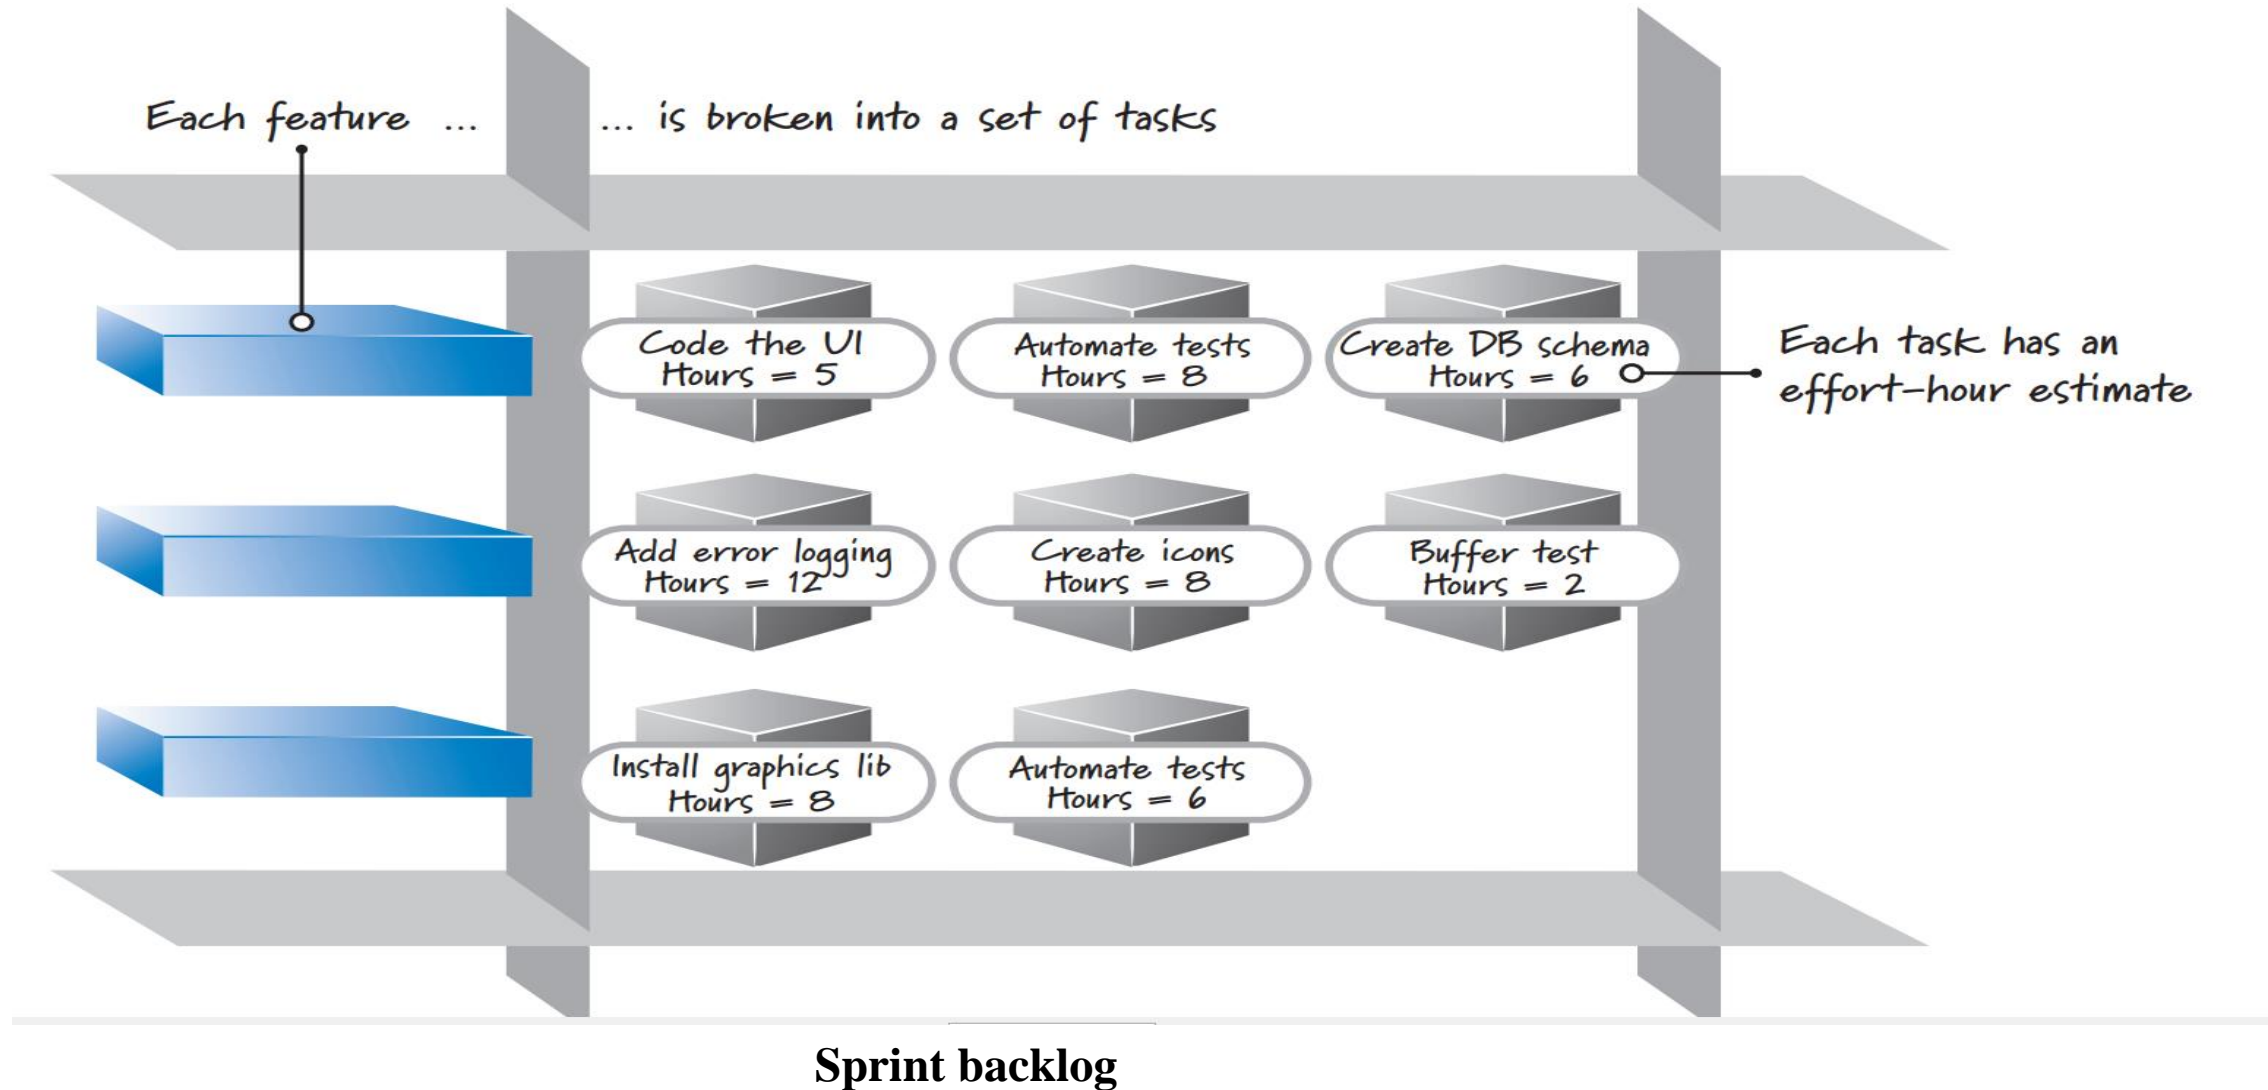 Each feature ...
... is broken into a set of tasks
Code the UI
Hours = 5
Automate tests
Hours = 8
Create DB schema
Hours = 6
Each task has an
effort-hour estimate
Add error logging
Hours = 12
Create icons
Hours = 8
Buffer test
Hours = 2
Install graphics lib
Hours = 8
Automate tests
Hours = 6
Sprint backlog